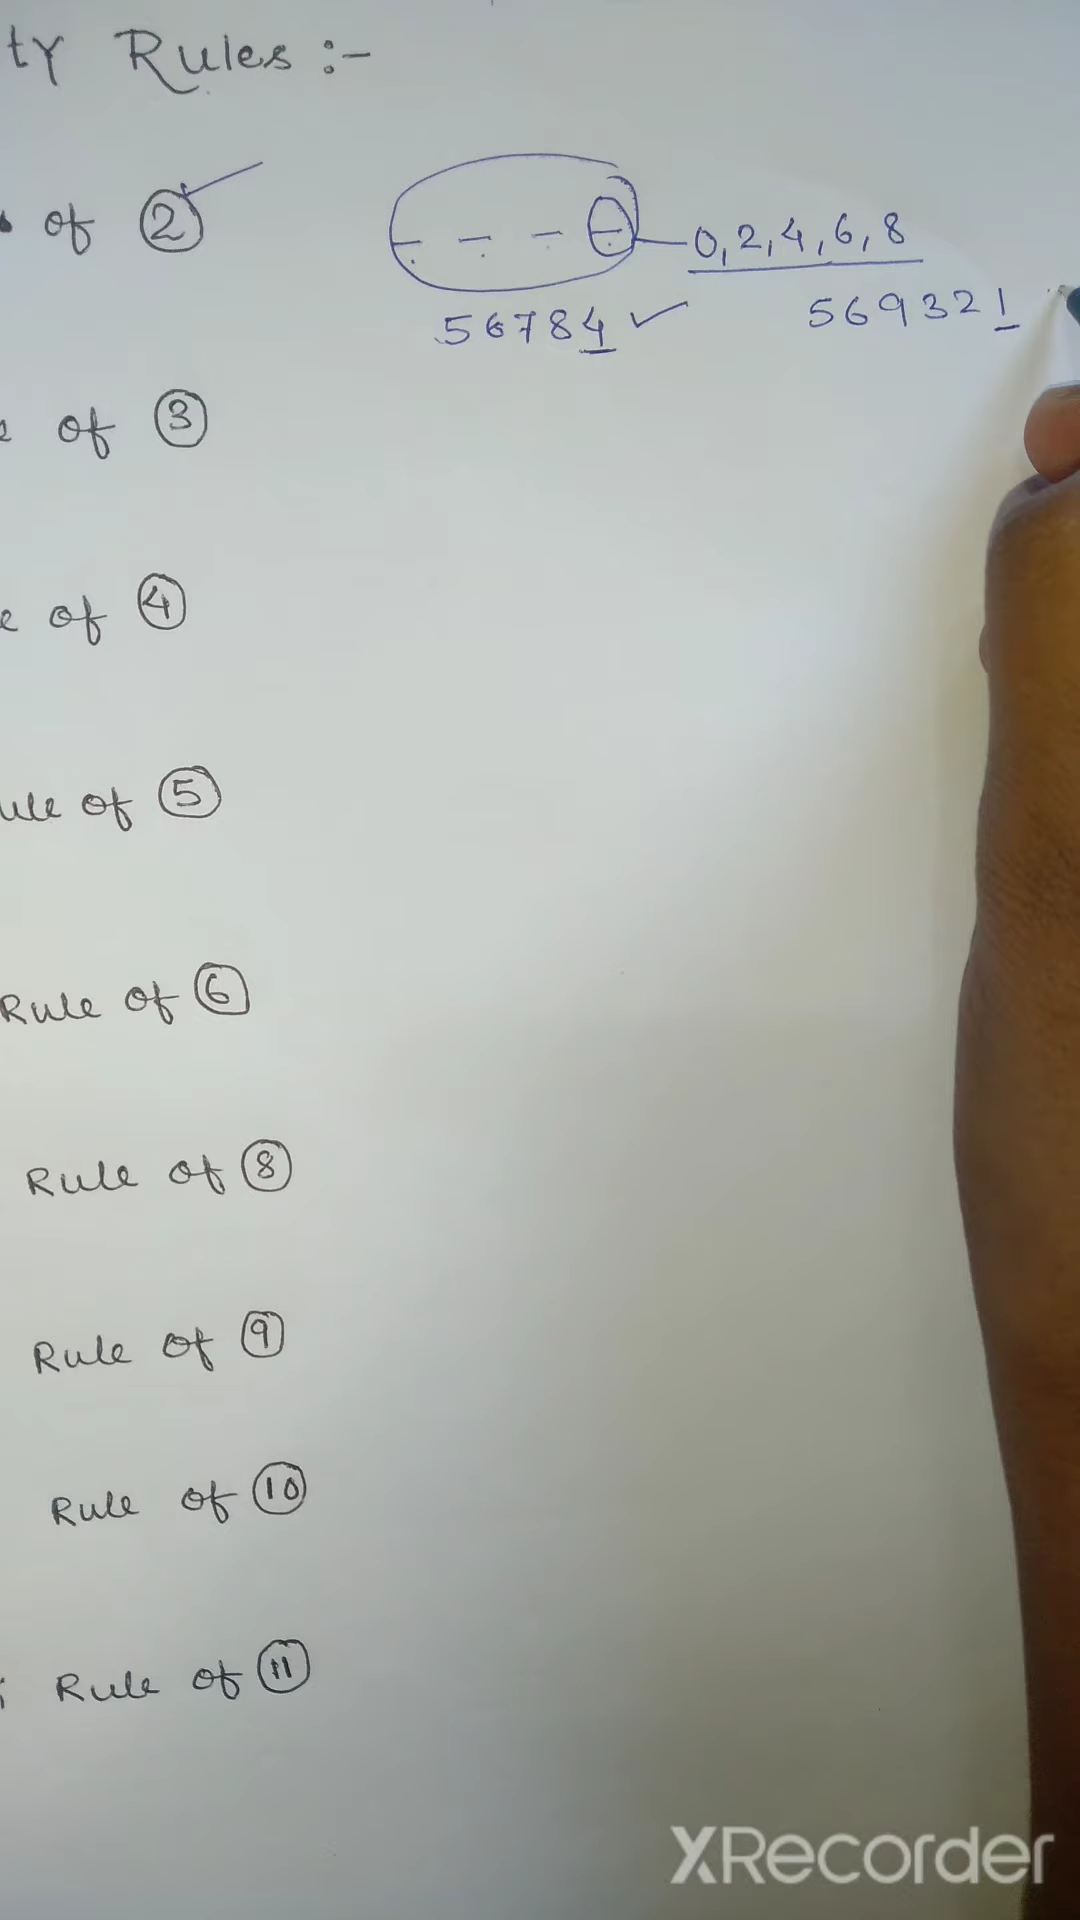 ty Rules :-
of 2
0, 2, 4, 6, 8
56784 ✓ 569321
of 3
of 4
ule of 5
Rule of 6
Rule of 8
Rule of 9
Rule of 10
Rule of 11
XRecorder